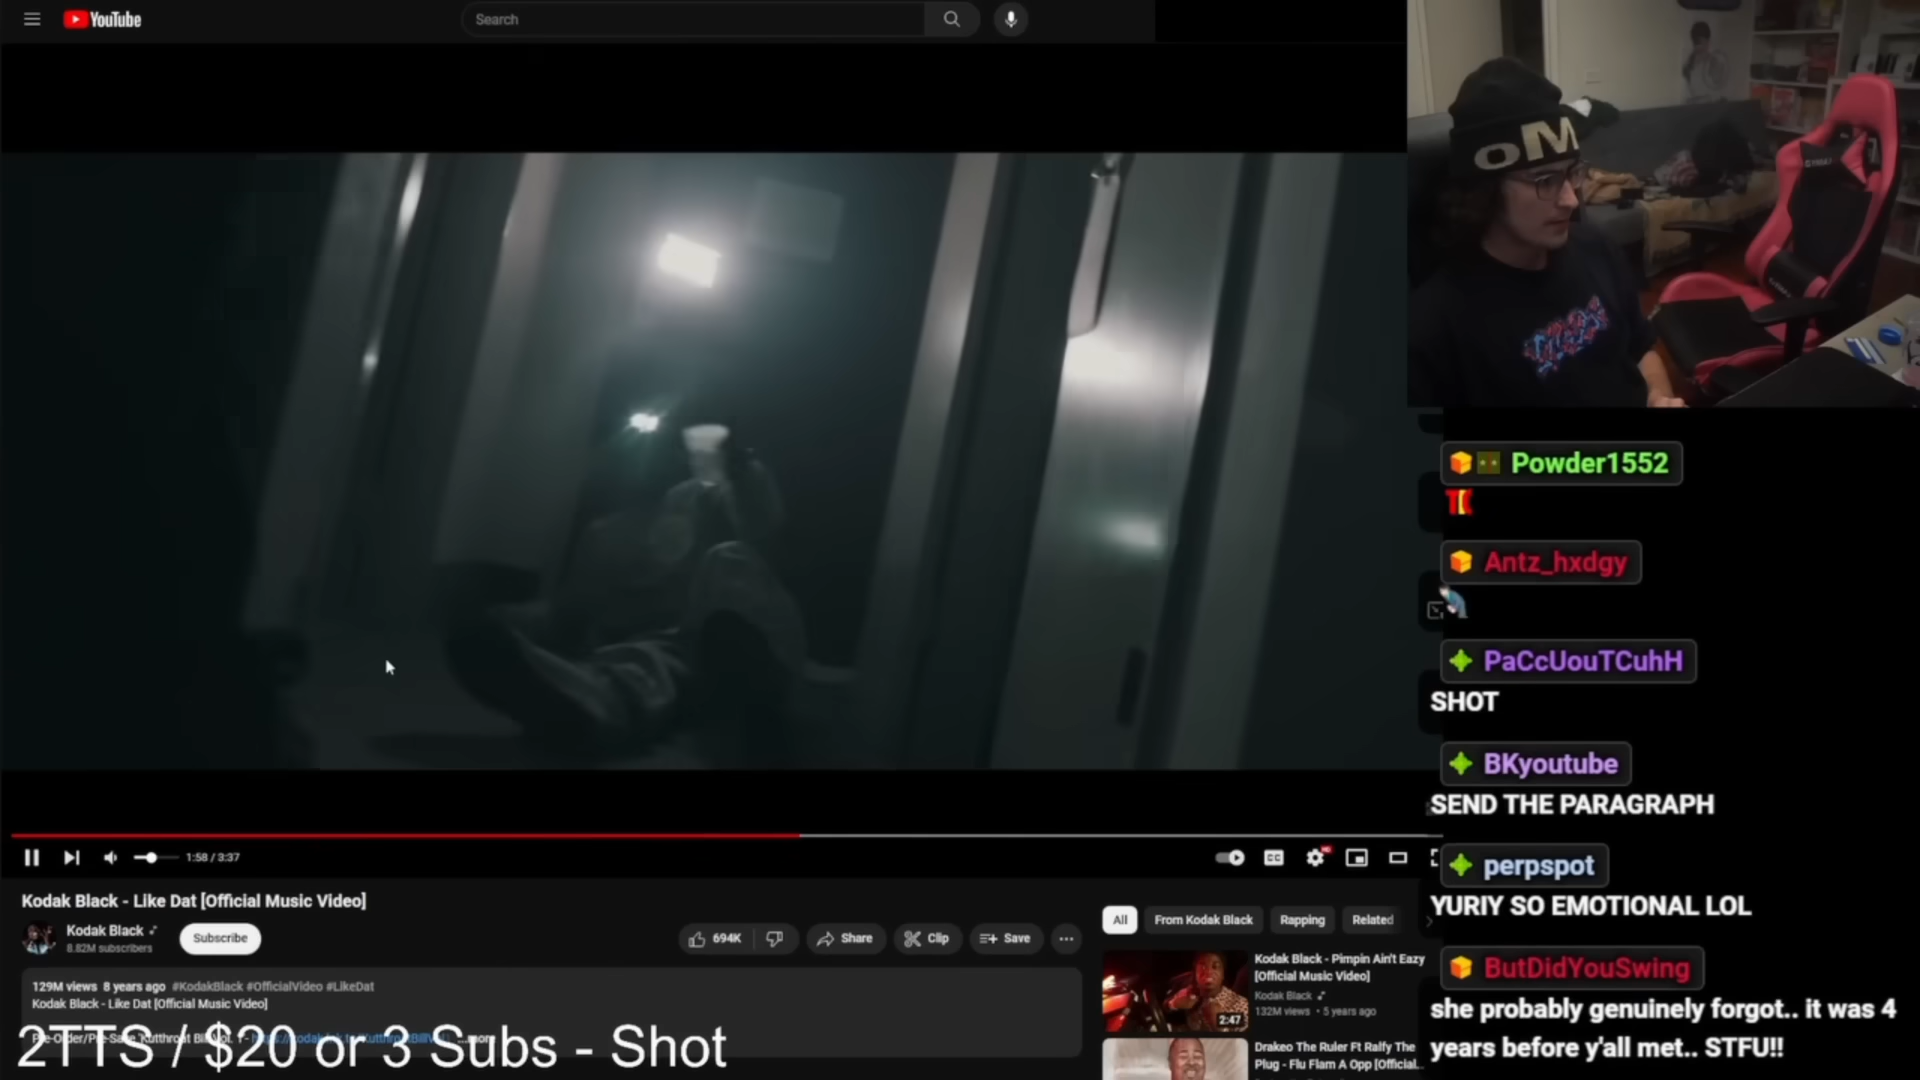 YouTube
Search
1:58 / 3:37
Kodak Black - Like Dat [Official Music Video]
Kodak Black
8.82M subscribers
Subscribe
694K
Share
Clip
Save
129M views 8 years ago #KodakBlack #OfficialVideo #LikeDat
Kodak Black - Like Dat [Official Music Video]
...more
2TTS / $20 or 3 Subs - Shot
All
From Kodak Black
Rapping
Related
Kodak Black - Pimpin Ain't Eazy
[Official Music Video]
Kodak Black
132M views • 5 years ago
2:47
Drakeo The Ruler Ft Ralfy The
Plug - Flu Flam A Opp [Official...
OM
Powder1552
Antz_hxdgy
PaCcUouTCuhH
SHOT
BKyoutube
SEND THE PARAGRAPH
perpspot
YURIY SO EMOTIONAL LOL
ButDidYouSwing
she probably genuinely forgot.. it was 4
years before y'all met.. STFU!!